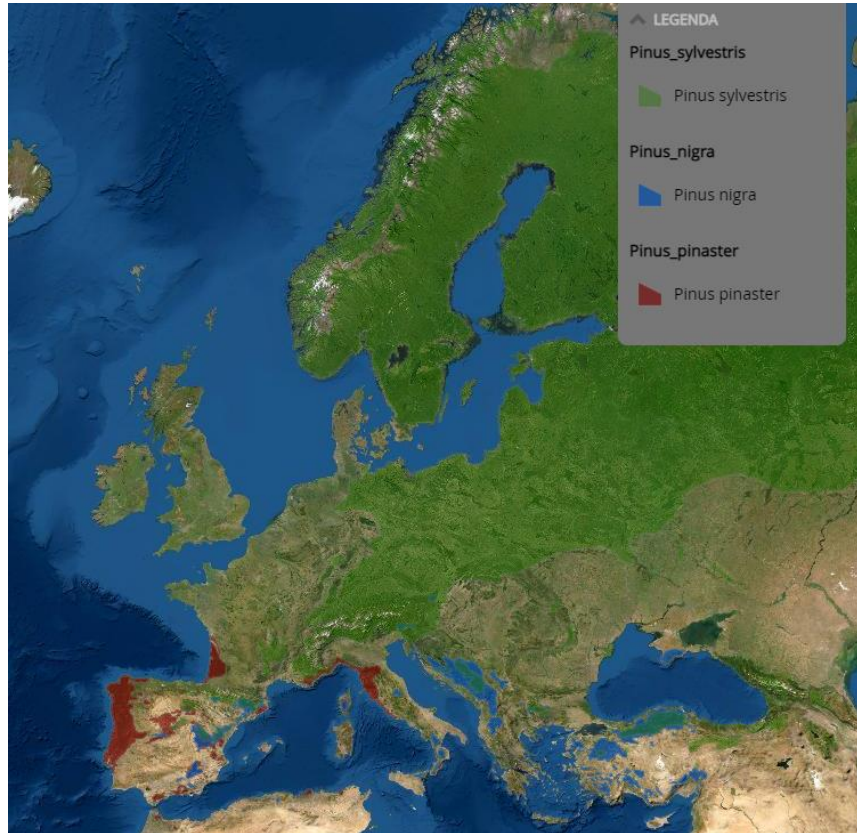 LEGENDA
Pinus_sylvestris
Pinus sylvestris
Pinus_nigra
Pinus nigra
Pinus_pinaster
Pinus pinaster